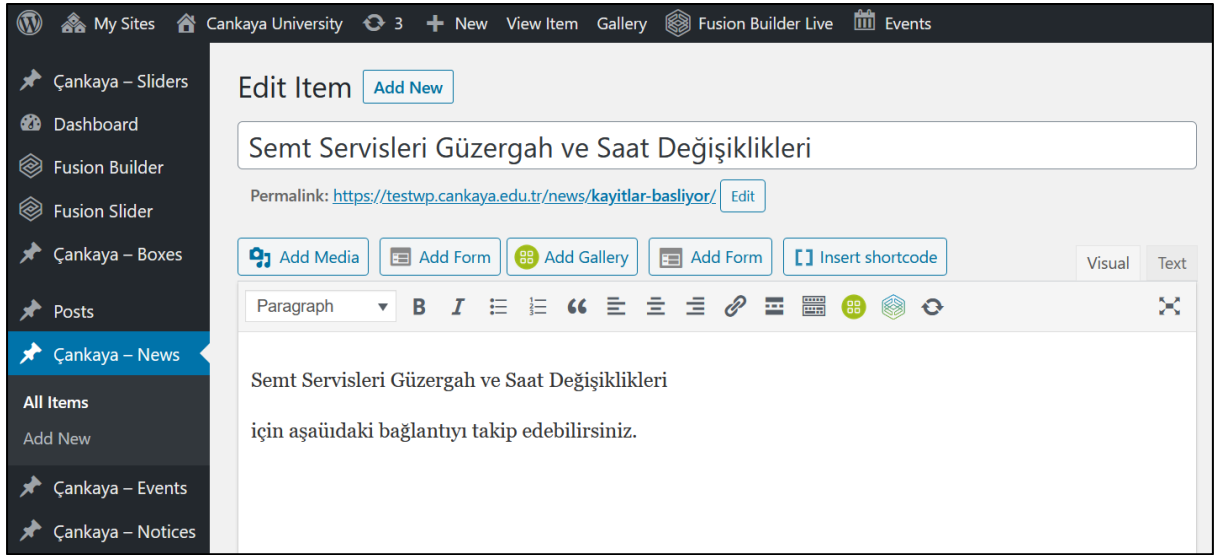 My Sites Cankaya University 3 New View Item Gallery Fusion Builder Live Events
Çankaya – Sliders
Dashboard
Fusion Builder
Fusion Slider
Çankaya – Boxes
Posts
Çankaya – News
All Items
Add New
Çankaya – Events
Çankaya – Notices
Edit Item Add New
Semt Servisleri Güzergah ve Saat Değişiklikleri
Permalink: https://testwp.cankaya.edu.tr/news/kayitlar-basliyor/ Edit
Add Media Add Form Add Gallery Add Form Insert shortcode Visual Text
Paragraph B I
Semt Servisleri Güzergah ve Saat Değişiklikleri
için aşaüıdaki bağlantıyı takip edebilirsiniz.